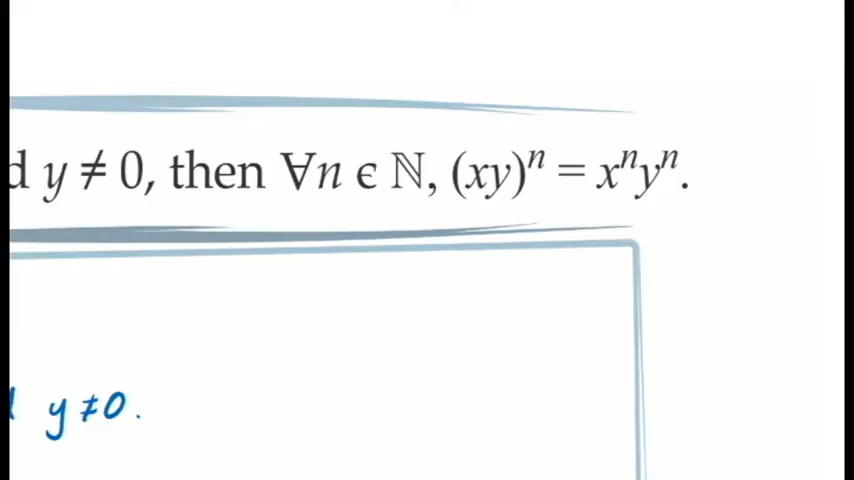 y ≠ 0, then ∀n ϵ ℕ, (xy)ⁿ = xⁿyⁿ.
y ≠ 0.